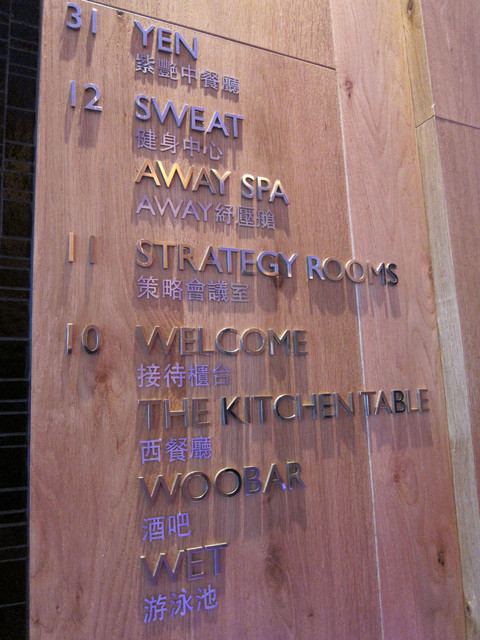 31 YEN
紫艷中餐廳
12 SWEAT
健身中心
AWAY SPA
AWAY紓壓艙
11 STRATEGY ROOMS
策略會議室
10 WELCOME
接待櫃台
THE KITCHEN TABLE
西餐廳
WOOBAR
酒吧
WET
游泳池